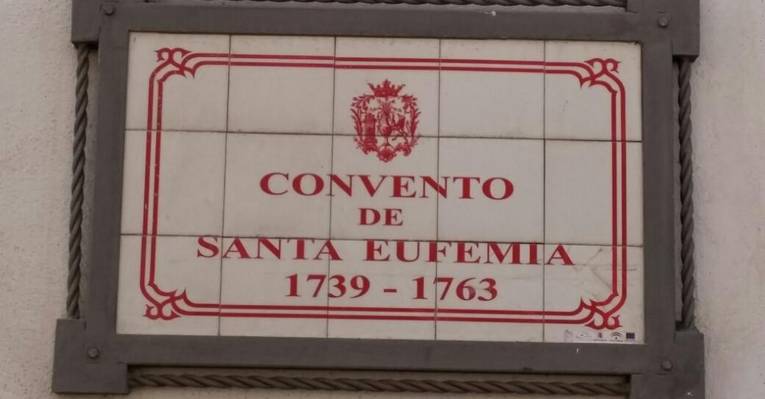 CONVENTO
DE
SANTA EUFEMIA
1739 - 1763